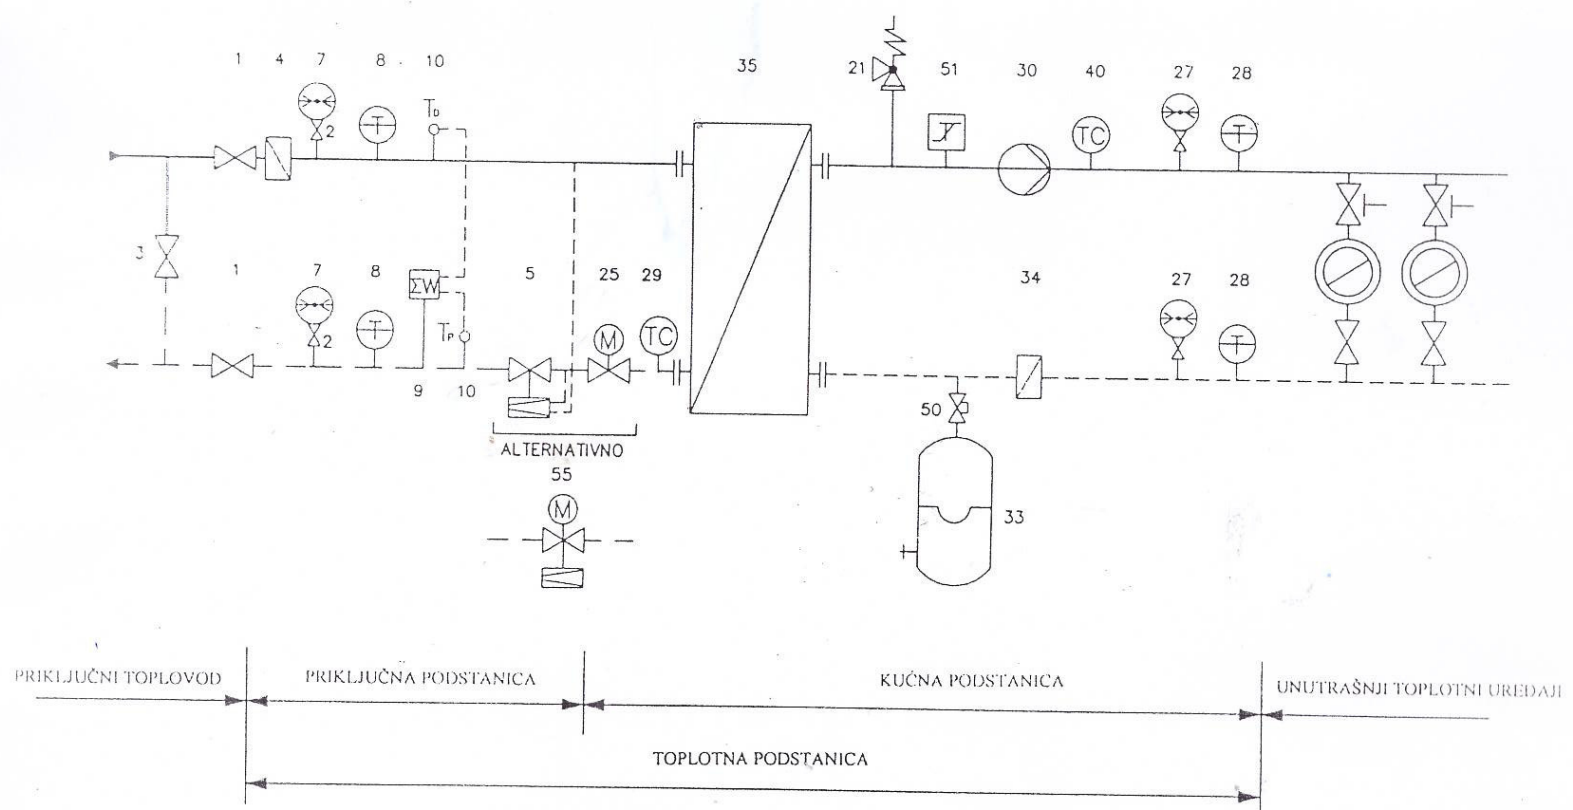 1 4 7 8 10 35 21 51 30 40 27 28
T_D
2
T
TC
T
3 1 7 8 ΣW 5 25 29 34 27 28
2
T
T_P
M
TC
T
9 10
50
ALTERNATIVNO
55
M
33
PRIKLJUČNI TOPLOVOD
PRIKLJUČNA PODSTANICA
KUĆNA PODSTANICA
UNUTRAŠNJI TOPLOTNI UREĐAJI
TOPLOTNA PODSTANICA